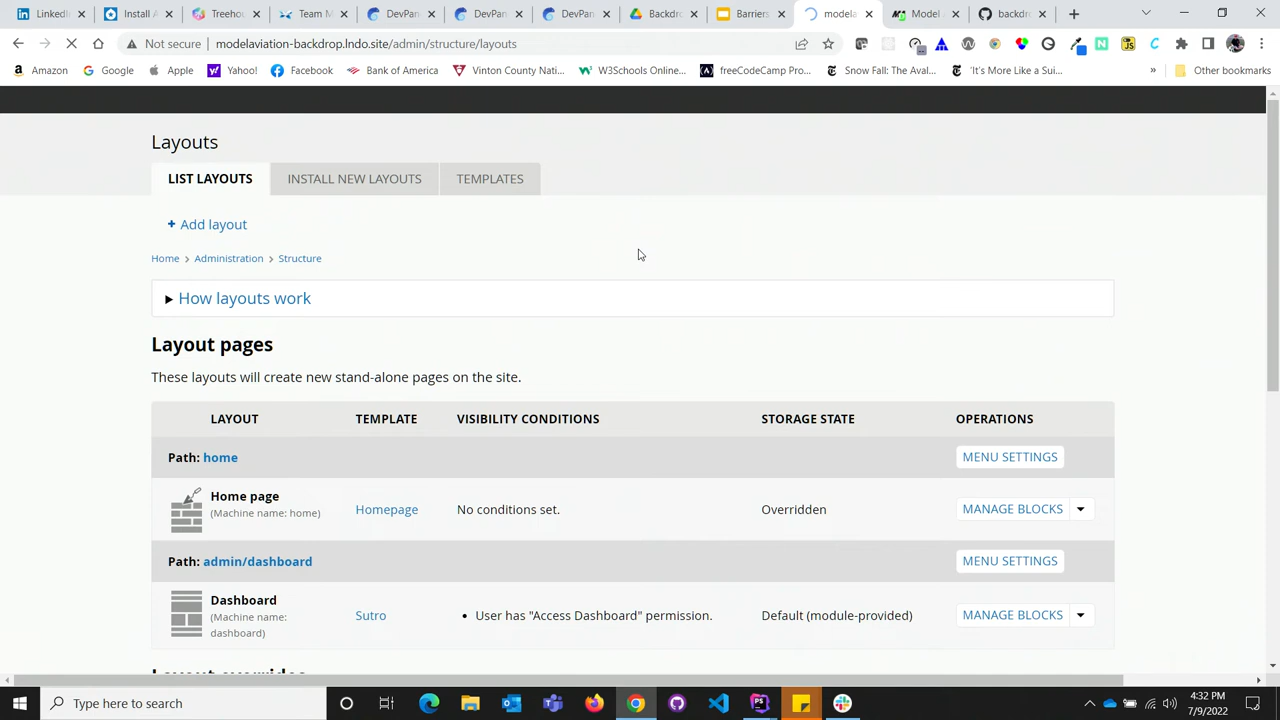 LinkedIn
Install A
Treehou
Team M
DevPan
DevPan
DevPan
Backdro
Barriers
modela
Model A
backdro
Not secure
modelaviation-backdrop.lndo.site/admin/structure/layouts
Amazon
Google
Apple
Yahoo!
Facebook
Bank of America
Vinton County Nati...
W3Schools Online...
freeCodeCamp Pro...
Snow Fall: The Aval...
'It's More Like a Sui...
»
Other bookmarks
Layouts
LIST LAYOUTS
INSTALL NEW LAYOUTS
TEMPLATES
+ Add layout
Home > Administration > Structure
How layouts work
Layout pages
These layouts will create new stand-alone pages on the site.
LAYOUT TEMPLATE VISIBILITY CONDITIONS STORAGE STATE OPERATIONS
Path: home MENU SETTINGS
Home page
(Machine name: home)
Homepage
No conditions set.
Overridden
MANAGE BLOCKS
Path: admin/dashboard MENU SETTINGS
Dashboard
(Machine name:
dashboard)
Sutro
• User has "Access Dashboard" permission.
Default (module-provided)
MANAGE BLOCKS
Layout overrides
Type here to search
4:32 PM
7/9/2022